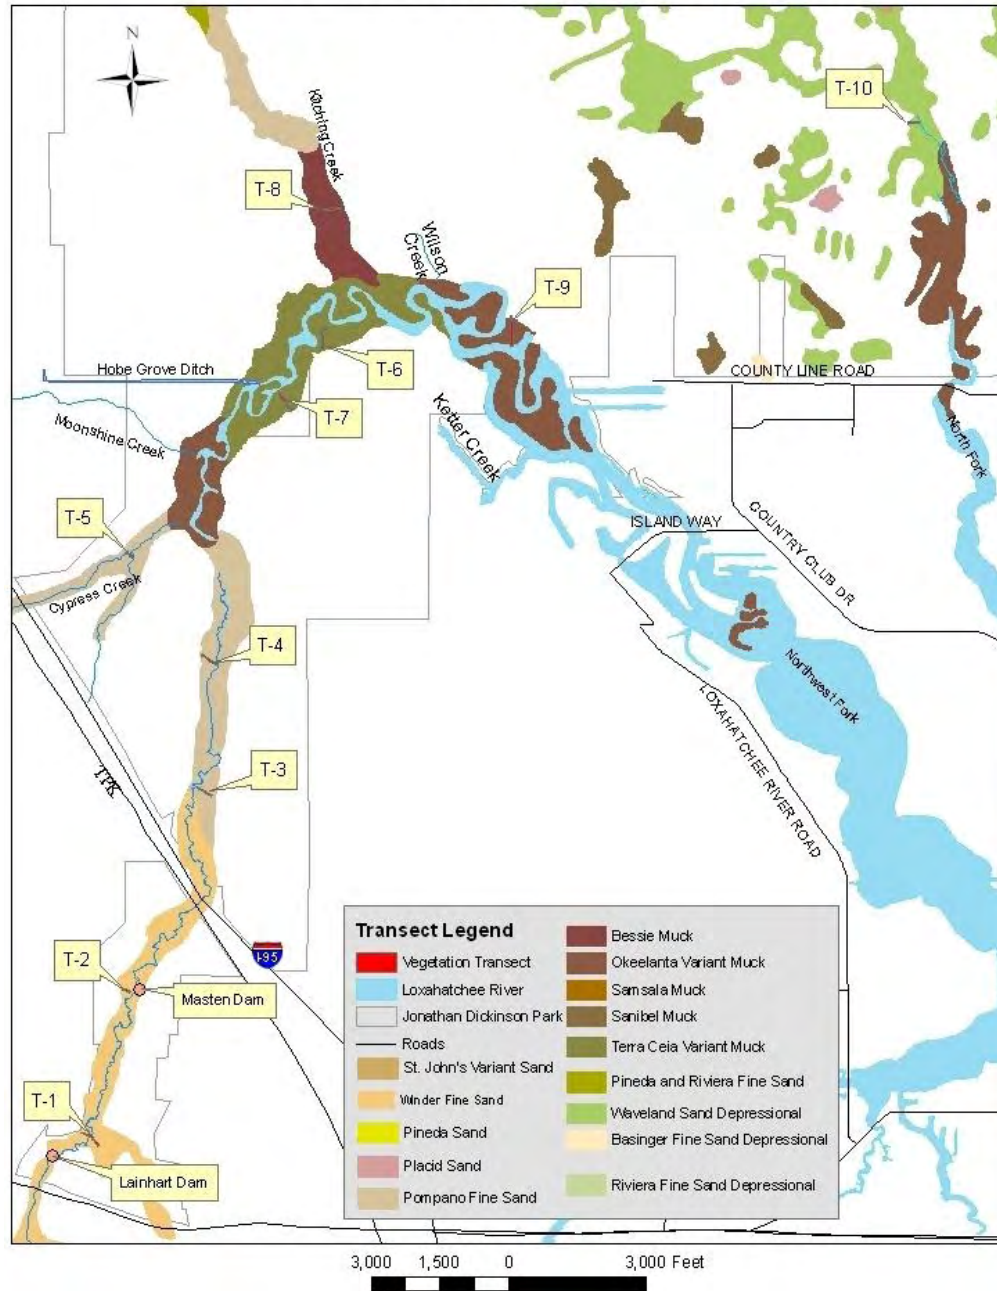 N
T-10
Kitching Creek
T-8
Wilson
Creek
T-9
Hobe Grove Ditch
T-6
COUNTY LINE ROAD
T-7
Moonshine Creek
Ketter Creek
North Fork
T-5
ISLAND WAY
COUNTRY CLUB DR
Cypress Creek
T-4
Northwest Fork
LOXAHATCHEE RIVER ROAD
T-3
TPK
I-95
T-2
Masten Dam
T-1
Lainhart Dam
Transect Legend
Vegetation Transect
Loxahatchee River
Jonathan Dickinson Park
Roads
St. John's Variant Sand
Winder Fine Sand
Pineda Sand
Placid Sand
Pompano Fine Sand
Bessie Muck
Okeelanta Variant Muck
Samsala Muck
Sanibel Muck
Terra Ceia Variant Muck
Pineda and Riviera Fine Sand
Waveland Sand Depressional
Basinger Fine Sand Depressional
Riviera Fine Sand Depressional
3,000 1,500 0 3,000 Feet